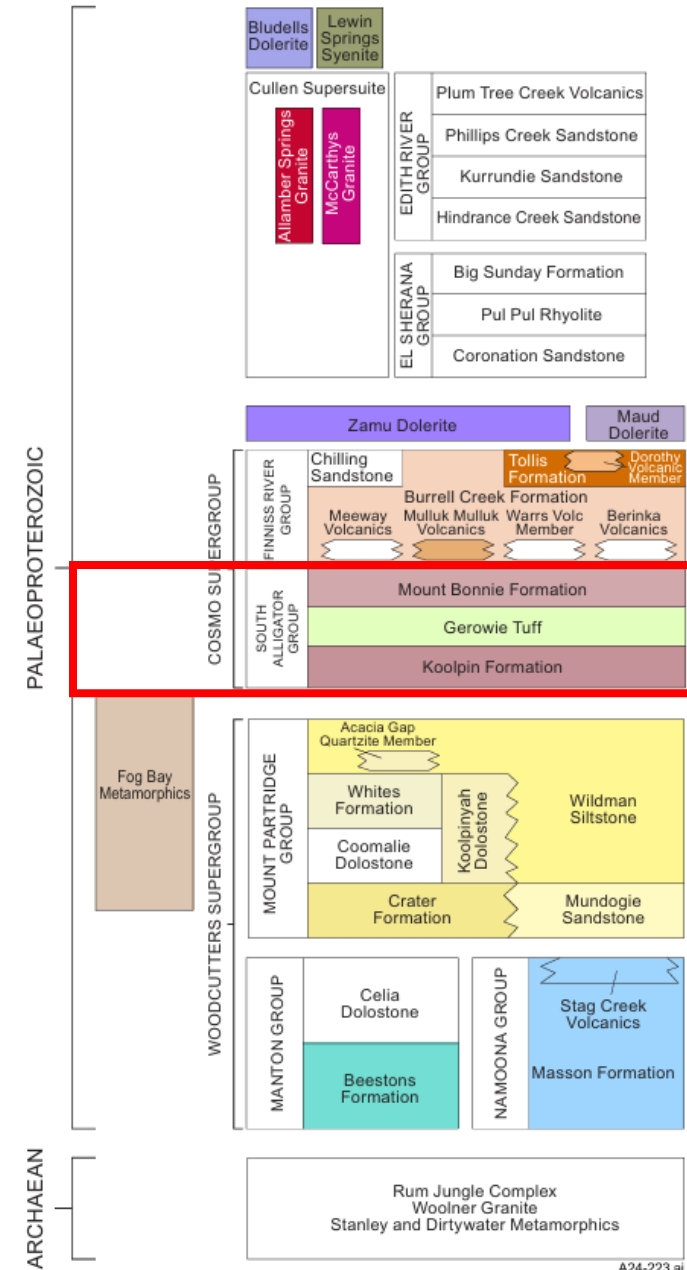 Bludells
Dolerite
Lewin
Springs
Syenite
Cullen Supersuite
Allamber Springs
Granite
McCarthys
Granite
EDITH RIVER
GROUP
Plum Tree Creek Volcanics
Phillips Creek Sandstone
Kurrundie Sandstone
Hindrance Creek Sandstone
EL SHERANA
GROUP
Big Sunday Formation
Pul Pul Rhyolite
Coronation Sandstone
PALAEOPROTEROZOIC
Zamu Dolerite
Maud
Dolerite
COSMO SUPERGROUP
FINNISS RIVER
GROUP
Chilling
Sandstone
Tollis
Formation
Dorothy
Volcanic
Member
Burrell Creek Formation
Meeway
Volcanics
Mulluk Mulluk
Volcanics
Warrs Volc
Member
Berinka
Volcanics
SOUTH
ALLIGATOR
GROUP
Mount Bonnie Formation
Gerowie Tuff
Koolpin Formation
Fog Bay
Metamorphics
WOODCUTTERS SUPERGROUP
MOUNT PARTRIDGE
GROUP
Acacia Gap
Quartzite Member
Whites
Formation
Coomalie
Dolostone
Koolpinyah
Dolostone
Wildman
Siltstone
Crater
Formation
Mundogie
Sandstone
MANTON GROUP
Celia
Dolostone
Beestons
Formation
NAMOONA GROUP
Stag Creek
Volcanics
Masson Formation
ARCHAEAN
Rum Jungle Complex
Woolner Granite
Stanley and Dirtywater Metamorphics
A24-223.ai